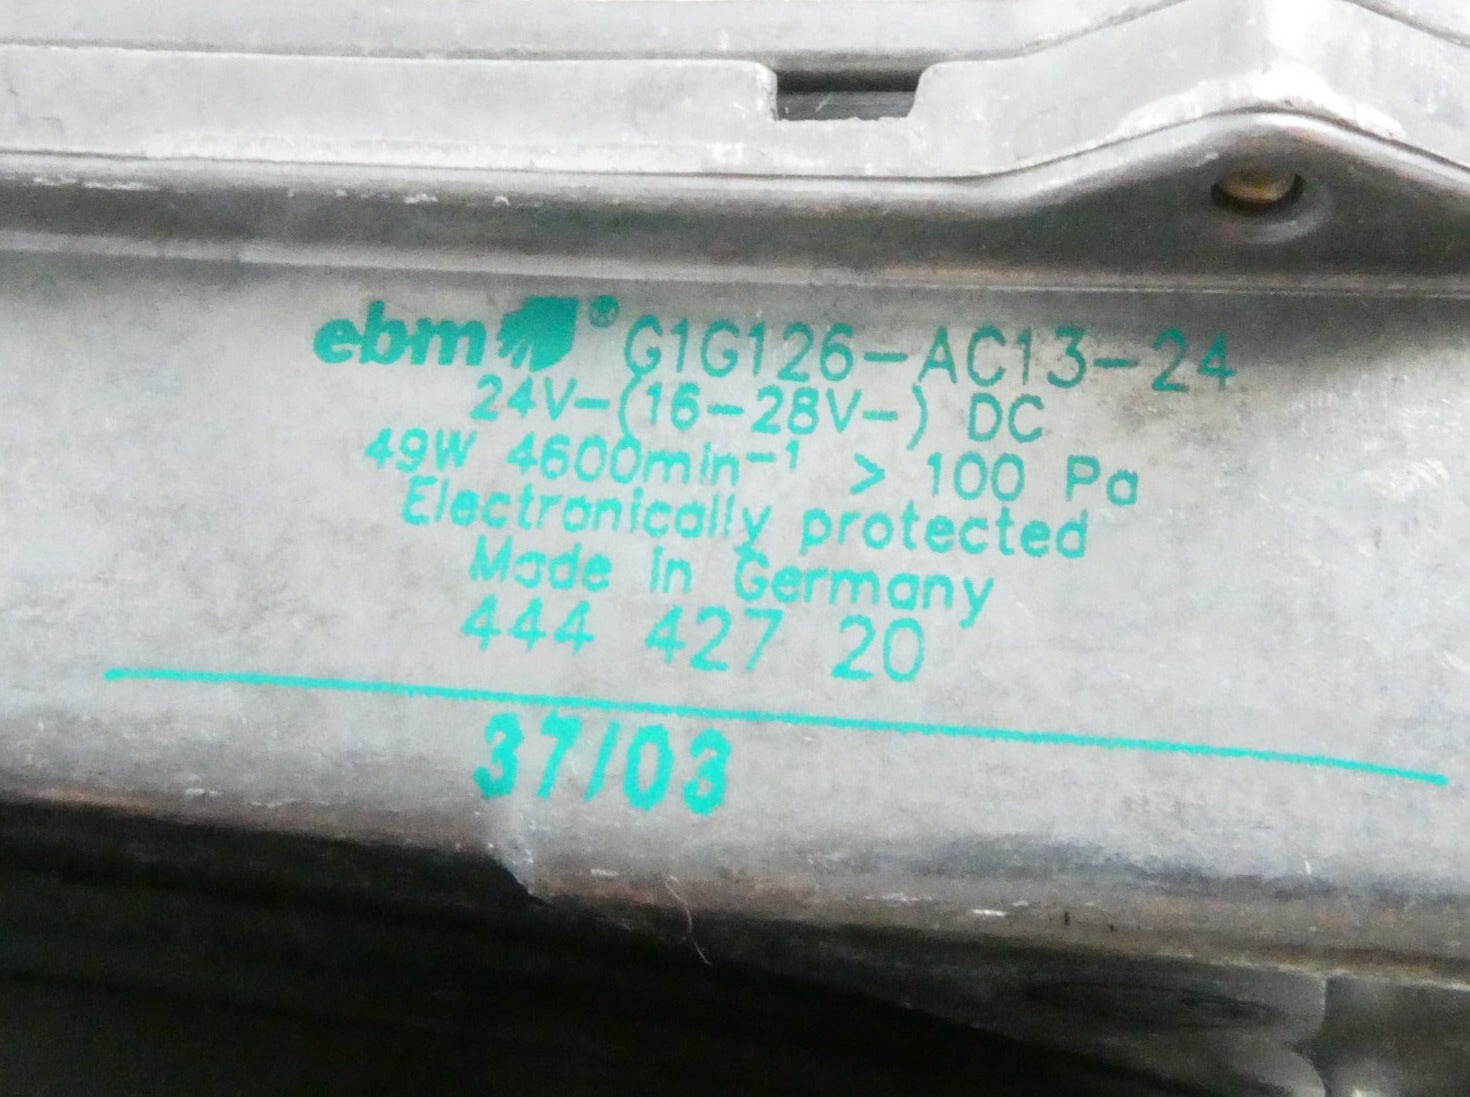 ebm® G1G126-AC13-24
24V-(16-28V-) DC
49W 4600min⁻¹ > 100 Pa
Electronically protected
Made in Germany
444 427 20
37/03